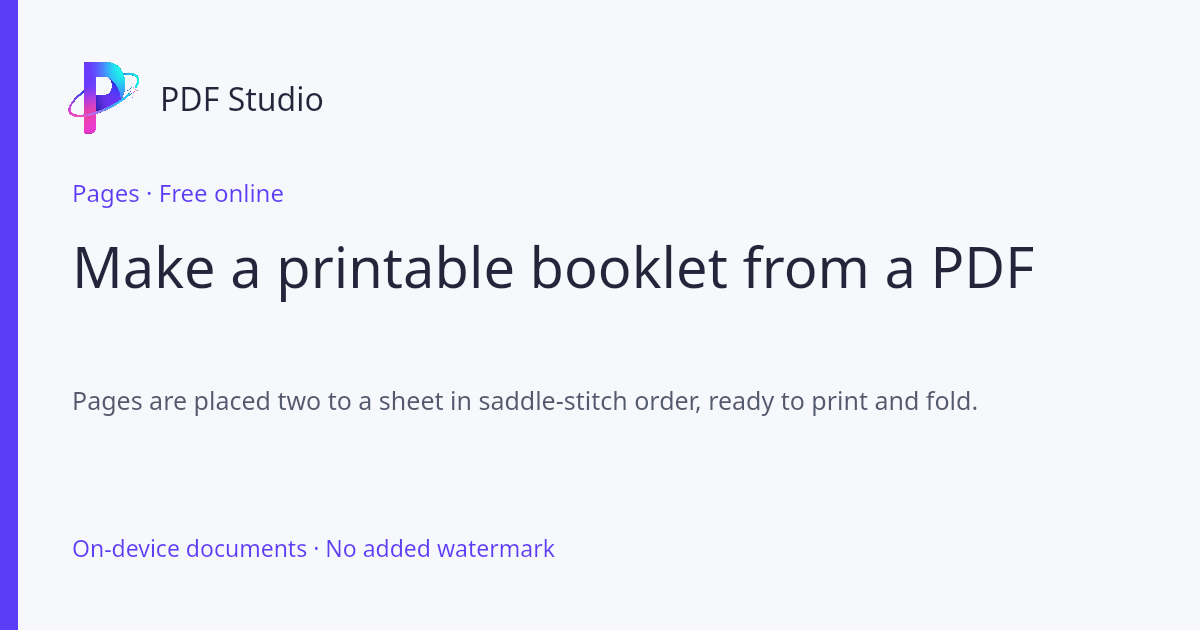 PDF Studio
Pages · Free online
Make a printable booklet from a PDF
Pages are placed two to a sheet in saddle-stitch order, ready to print and fold.
On-device documents · No added watermark